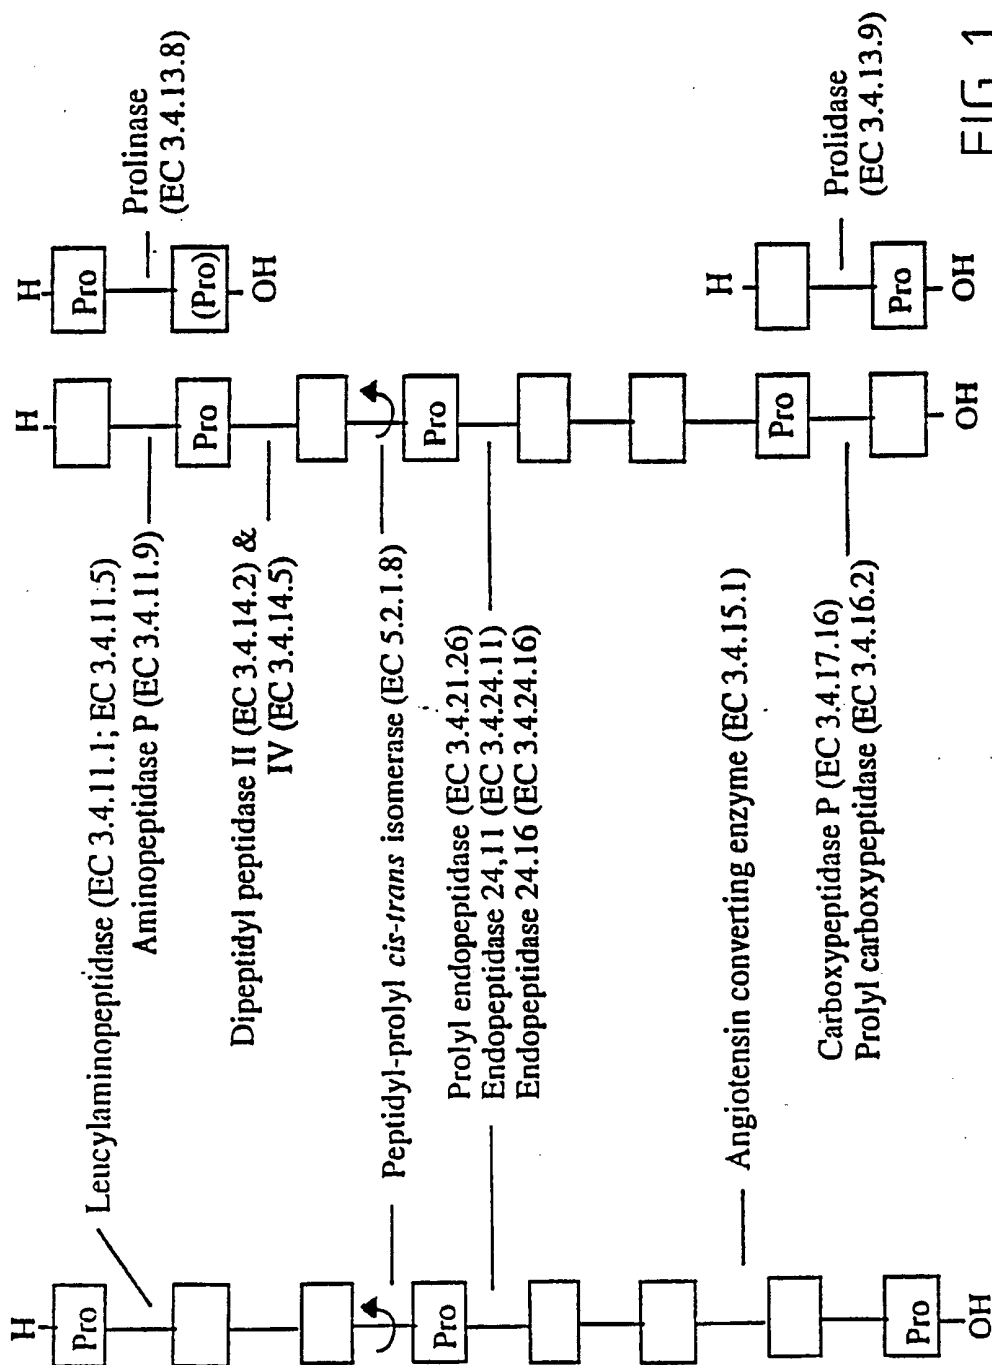 H
H
H
Pro
Pro
Leucylaminopeptidase (EC 3.4.11.1; EC 3.4.11.5)
Aminopeptidase P (EC 3.4.11.9)
Prolinase
(EC 3.4.13.8)
Pro
(Pro)
OH
Dipeptidyl peptidase II (EC 3.4.14.2) &
IV (EC 3.4.14.5)
Peptidyl-prolyl cis-trans isomerase (EC 5.2.1.8)
Pro
Pro
Prolyl endopeptidase (EC 3.4.21.26)
Endopeptidase 24,11 (EC 3.4.24.11)
Endopeptidase 24.16 (EC 3.4.24.16)
Angiotensin converting enzyme (EC 3.4.15.1)
H
Pro
Carboxypeptidase P (EC 3.4.17.16)
Prolyl carboxypeptidase (EC 3.4.16.2)
Prolidase
(EC 3.4.13.9)
Pro
Pro
OH
OH
OH
FIG 1